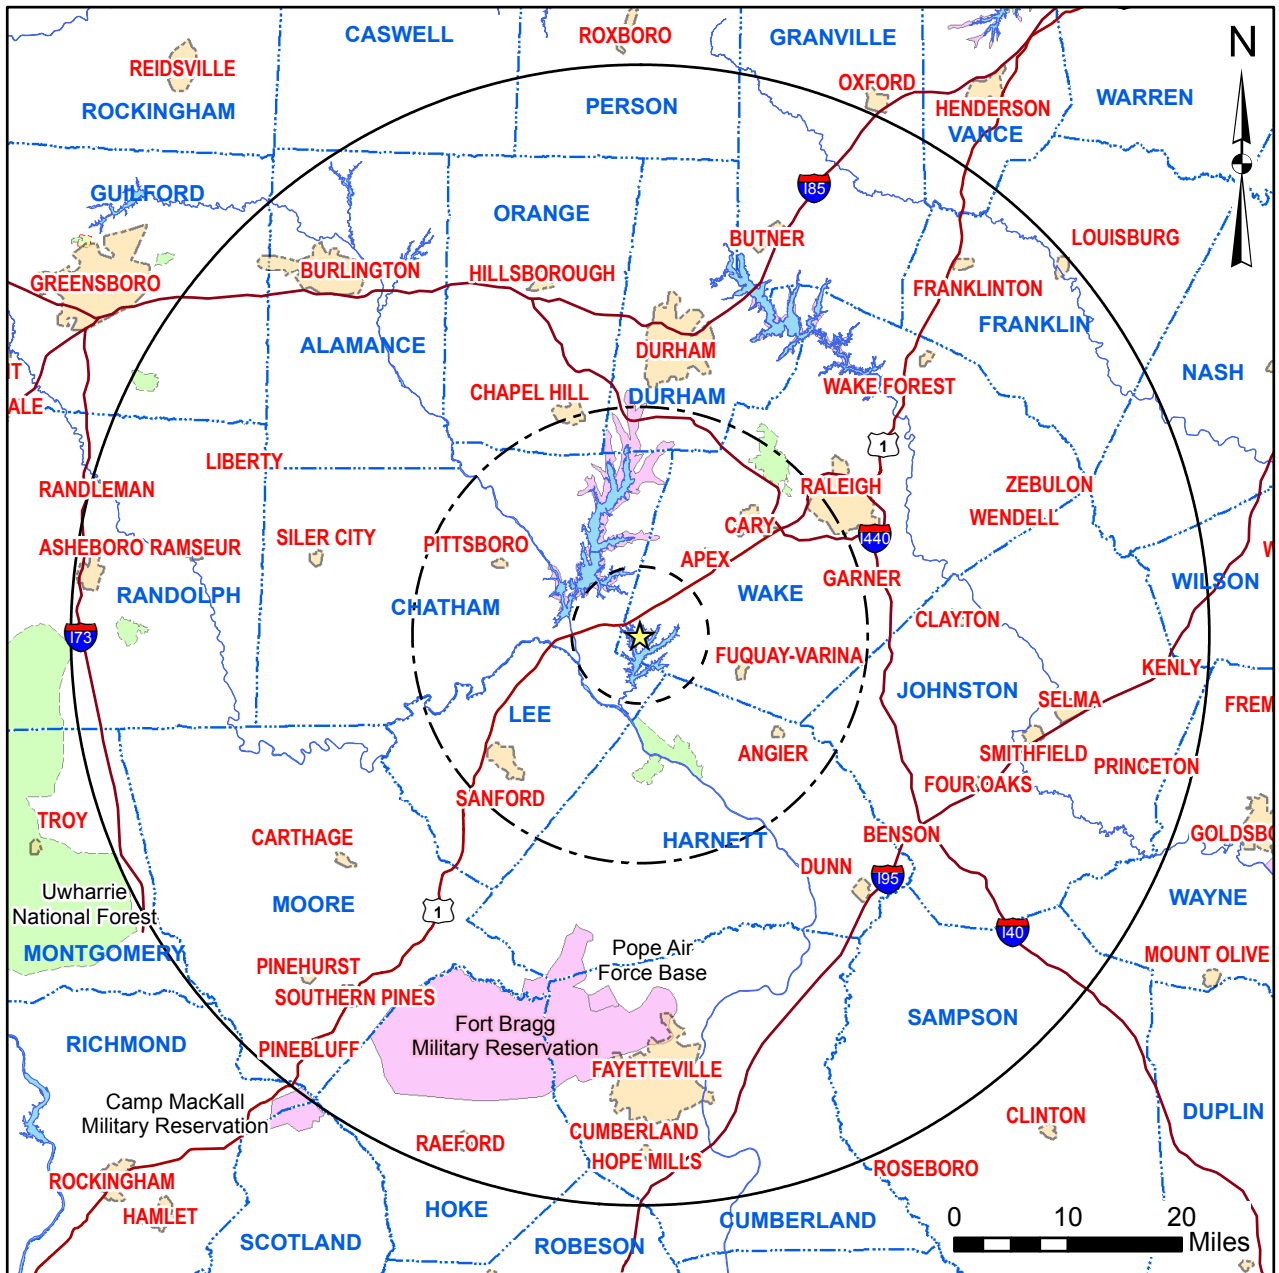 CASWELL
ROXBORO
GRANVILLE
N
REIDSVILLE
OXFORD
ROCKINGHAM
PERSON
HENDERSON
WARREN
VANCE
GUILFORD
I85
ORANGE
BUTNER
LOUISBURG
GREENSBORO
BURLINGTON
HILLSBOROUGH
FRANKLINTON
FRANKLIN
ALAMANCE
DURHAM
IT
NASH
CHAPEL HILL
DURHAM
WAKE FOREST
ALE
1
LIBERTY
RANDLEMAN
RALEIGH
ZEBULON
WENDELL
CARY
SILER CITY
PITTSBORO
I440
ASHEBORO
RAMSEUR
APEX
W
GARNER
WILSON
RANDOLPH
CHATHAM
WAKE
CLAYTON
I73
FUQUAY-VARINA
KENLY
JOHNSTON
SELMA
FREM
LEE
ANGIER
SMITHFIELD
PRINCETON
FOUR OAKS
SANFORD
TROY
CARTHAGE
HARNETT
BENSON
GOLDSBO
DUNN
I95
Uwharrie
National Forest
MOORE
1
WAYNE
I40
MONTGOMERY
Pope Air
Force Base
MOUNT OLIVE
PINEHURST
SOUTHERN PINES
SAMPSON
Fort Bragg
Military Reservation
RICHMOND
PINEBLUFF
FAYETTEVILLE
Camp MacKall
Military Reservation
CLINTON
DUPLIN
RAEFORD
CUMBERLAND
HOPE MILLS
ROCKINGHAM
ROSEBORO
HAMLET
HOKE
CUMBERLAND
SCOTLAND
ROBESON
0 10 20
Miles